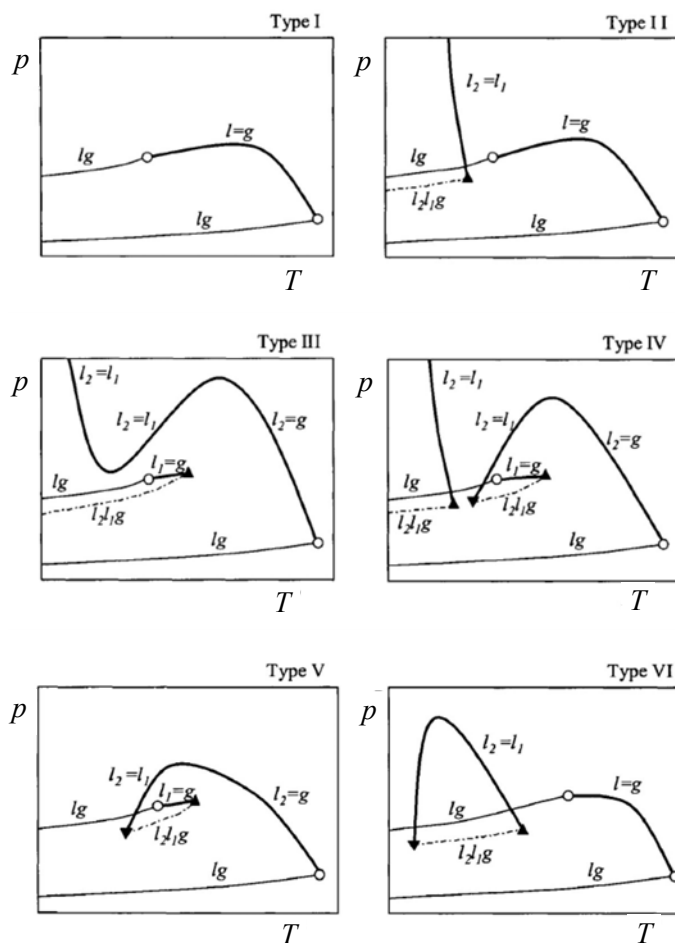 Type I
p
l=g
lg
lg
T
Type II
p
l₂=l₁
l=g
lg
l₂l₁g
lg
T
Type III
p
l₂=l₁
l₂=l₁
l₂=g
l₁=g
lg
l₂l₁g
lg
T
Type IV
p
l₂=l₁
l₂=l₁
l₂=g
l₁=g
lg
l₂l₁g
lg
T
Type V
p
l₂=l₁
l₁=g
l₂=g
lg
l₂l₁g
lg
T
Type VI
p
l₂=l₁
l=g
lg
l₂l₁g
lg
T